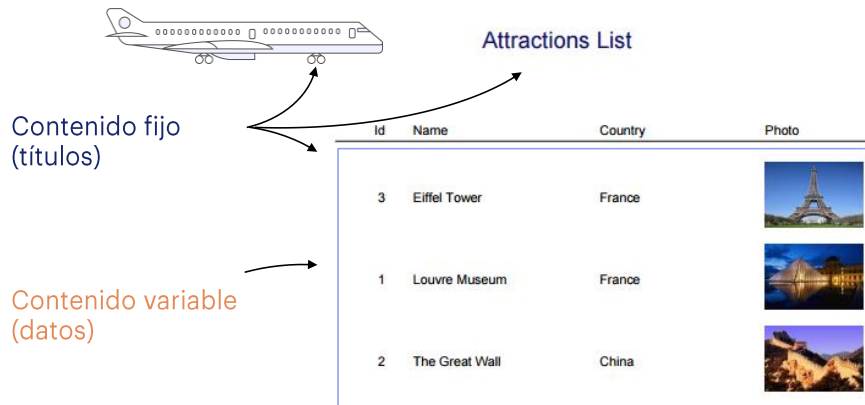 Attractions List
Contenido fijo
(títulos)
Id Name Country Photo
3 Eiffel Tower France
1 Louvre Museum France
Contenido variable
(datos)
2 The Great Wall China